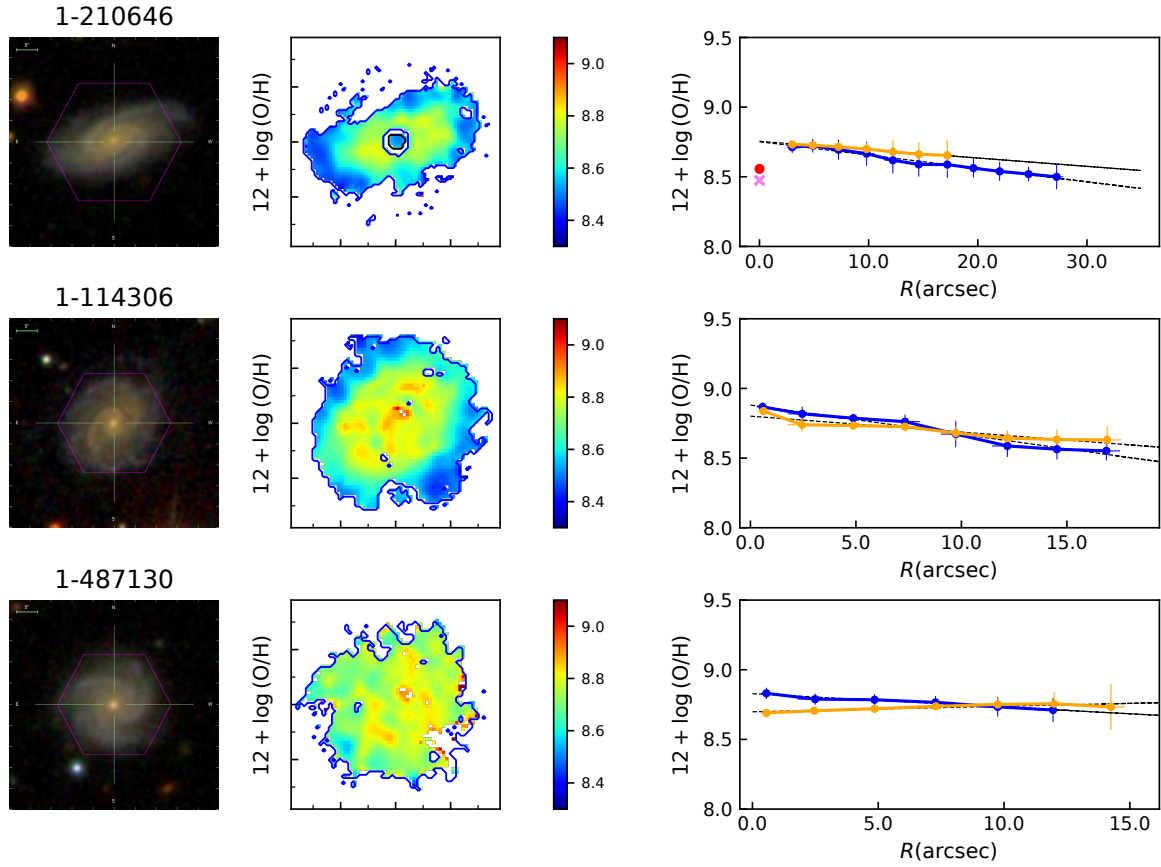 1-210646
5"
N
E
W
S
12 + log (O/H)
9.0
8.8
8.6
8.4
12 + log (O/H)
9.5
9.0
8.5
8.0
0.0 10.0 20.0 30.0
R(arcsec)
1-114306
5"
N
E
W
S
12 + log (O/H)
9.0
8.8
8.6
8.4
12 + log (O/H)
9.5
9.0
8.5
8.0
0.0 5.0 10.0 15.0
R(arcsec)
1-487130
5"
N
E
W
S
12 + log (O/H)
9.0
8.8
8.6
8.4
12 + log (O/H)
9.5
9.0
8.5
8.0
0.0 5.0 10.0 15.0
R(arcsec)